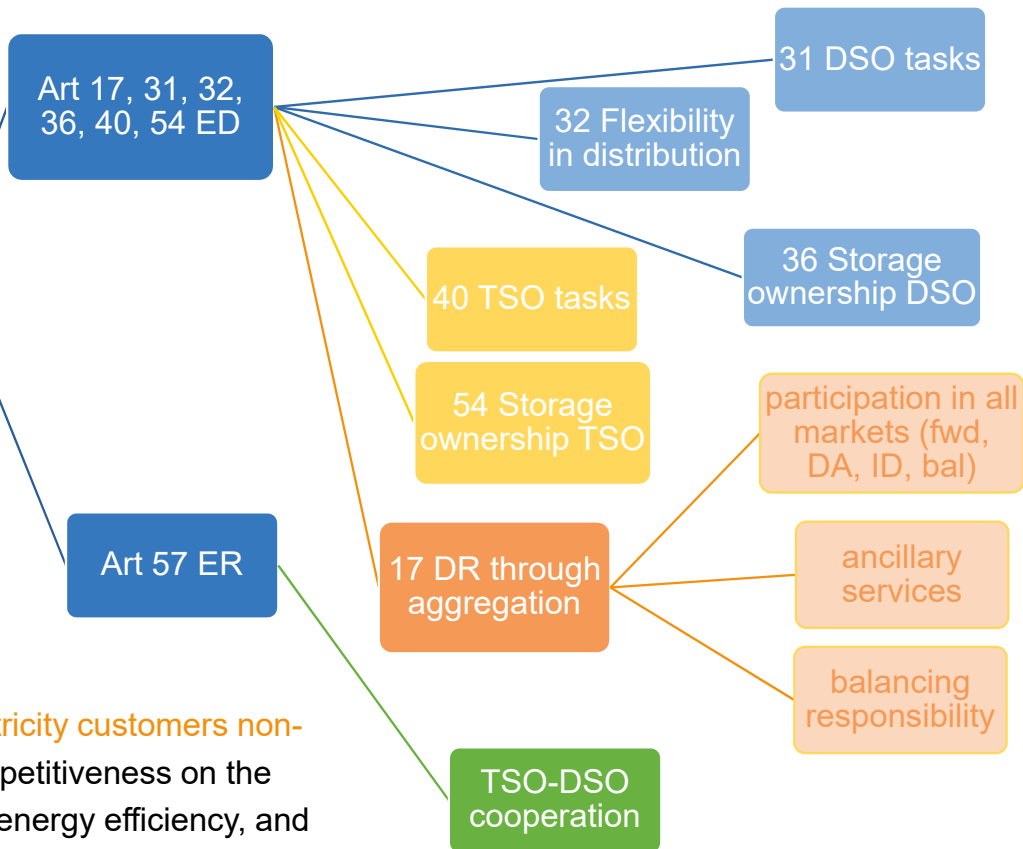 31 DSO tasks
Art 17, 31, 32,
36, 40, 54 ED
32 Flexibility
in distribution
36 Storage
ownership DSO
40 TSO tasks
54 Storage
ownership TSO
participation in all
markets (fwd,
DA, ID, bal)
Art 57 ER
17 DR through
aggregation
ancillary
services
balancing
responsibility
tricity customers non-
petitiveness on the
energy efficiency, and
TSO-DSO
cooperation